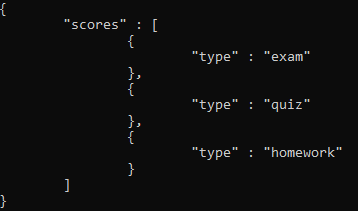 {
        "scores" : [
                {
                        "type" : "exam"
                },
                {
                        "type" : "quiz"
                },
                {
                        "type" : "homework"
                }
        ]
}